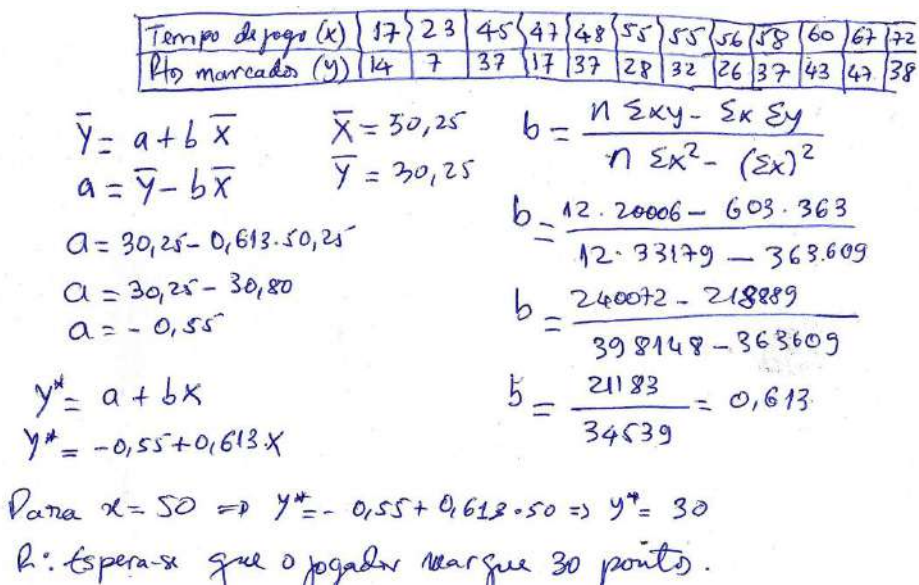 Tempo de jogo (x) | 17 | 23 | 45 | 47 | 48 | 55 | 55 | 56 | 58 | 60 | 67 | 72
Ptos marcados (y) | 14 | 7 | 37 | 17 | 37 | 28 | 32 | 26 | 37 | 43 | 47 | 38
Y̅ = a + b X̅
X̅ = 50,25
b = (n Σxy - Σx Σy) / (n Σx² - (Σx)²)
a = Y̅ - bX̅
Y̅ = 30,25
b = (12 · 20006 - 603 · 363) / (12 · 33179 - 363.609)
a = 30,25 - 0,613 · 50,25
a = 30,25 - 30,80
a = - 0,55
b = (240072 - 218889) / (398148 - 363609)
y* = a + bx
b = 21183 / 34539 = 0,613
y* = -0,55 + 0,613.x
Para x = 50 => y* = - 0,55 + 0,613 · 50 => y* = 30
R: Espera-se que o jogador marque 30 pontos.